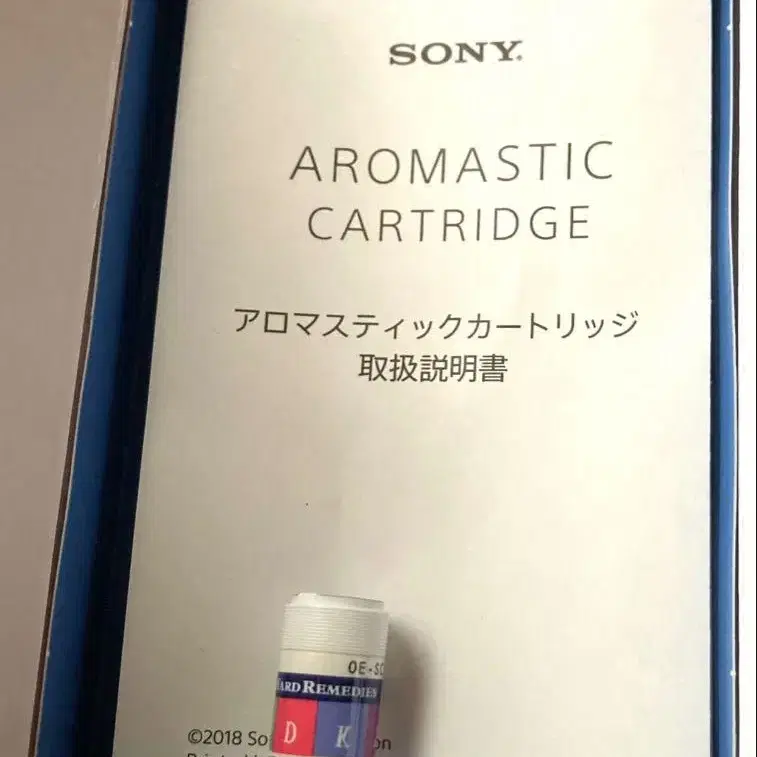 SONY.
AROMASTIC
CARTRIDGE
アロマスティックカートリッジ
取扱説明書
OE-SC
ARD REMEDIES
D K
©2018 So on